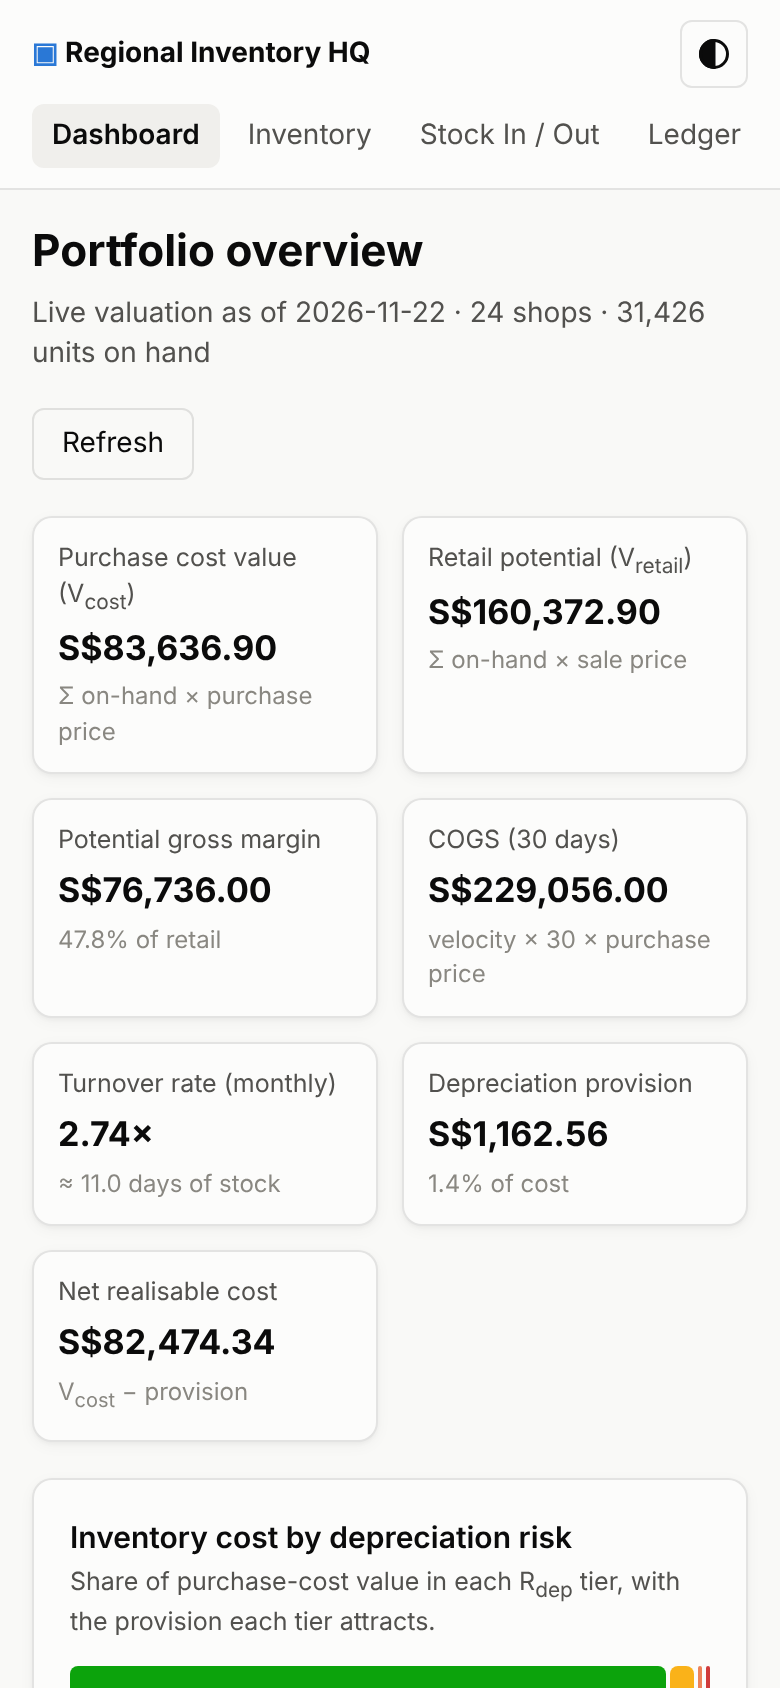 Regional Inventory HQ
Dashboard Inventory Stock In / Out Ledger
Portfolio overview
Live valuation as of 2026-11-22 · 24 shops · 31,426
units on hand
Refresh
Purchase cost value
(Vcost)
S$83,636.90
Σ on-hand × purchase
price
Retail potential (Vretail)
S$160,372.90
Σ on-hand × sale price
Potential gross margin
S$76,736.00
47.8% of retail
COGS (30 days)
S$229,056.00
velocity × 30 × purchase
price
Turnover rate (monthly)
2.74×
≈ 11.0 days of stock
Depreciation provision
S$1,162.56
1.4% of cost
Net realisable cost
S$82,474.34
Vcost − provision
Inventory cost by depreciation risk
Share of purchase-cost value in each Rdep tier, with
the provision each tier attracts.